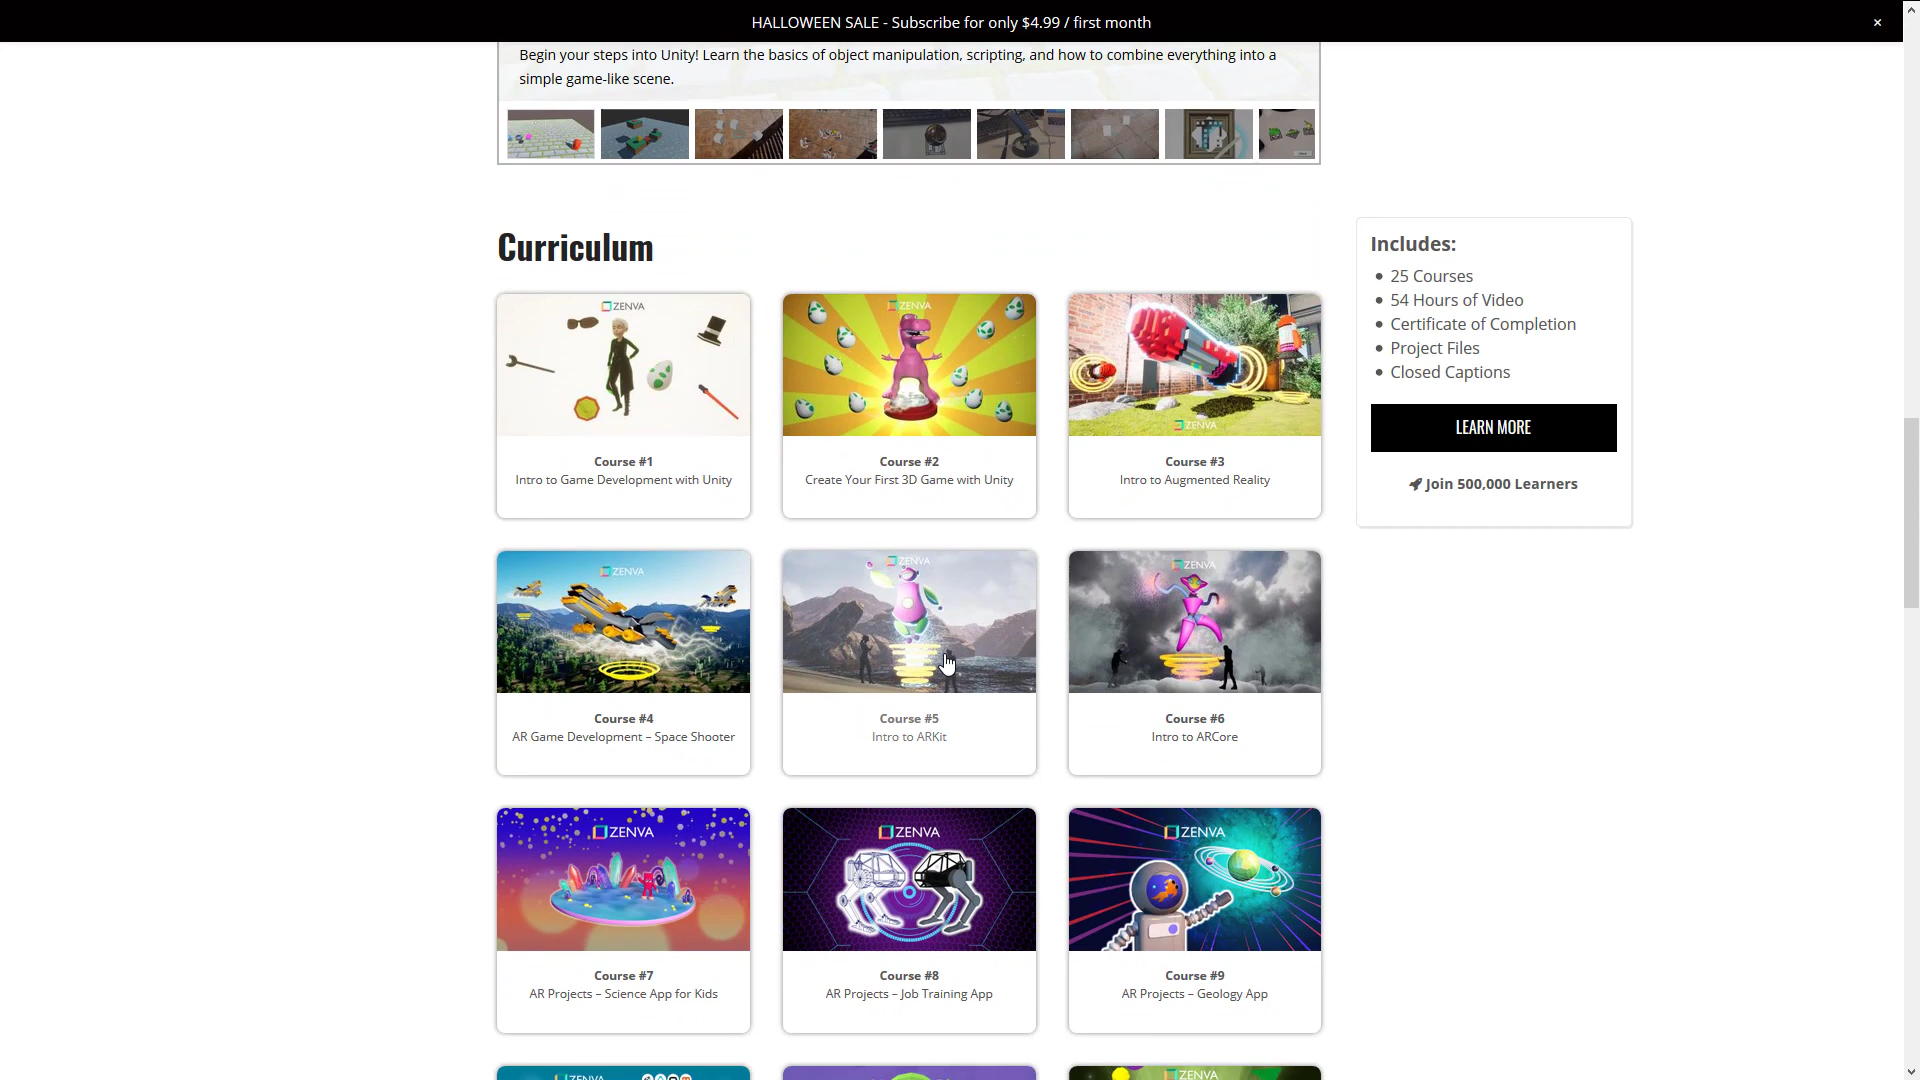 HALLOWEEN SALE - Subscribe for only $4.99 / first month
×
Begin your steps into Unity! Learn the basics of object manipulation, scripting, and how to combine everything into a
simple game-like scene.
Curriculum
ZENVA
Course #1
Intro to Game Development with Unity
ZENVA
Course #2
Create Your First 3D Game with Unity
ZENVA
Course #3
Intro to Augmented Reality
Includes:
• 25 Courses
• 54 Hours of Video
• Certificate of Completion
• Project Files
• Closed Captions
LEARN MORE
Join 500,000 Learners
ZENVA
Course #4
AR Game Development – Space Shooter
ZENVA
Course #5
Intro to ARKit
ZENVA
Course #6
Intro to ARCore
ZENVA
Course #7
AR Projects – Science App for Kids
ZENVA
Course #8
AR Projects – Job Training App
ZENVA
Course #9
AR Projects – Geology App
ZENVA
ZENVA